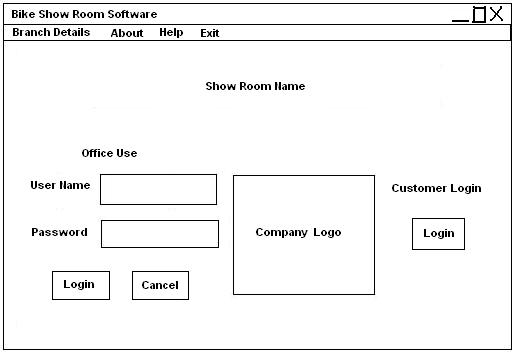 Bike Show Room Software
Branch Details About Help Exit
Show Room Name
Office Use
User Name
Customer Login
Password
Company Logo
Login
Login Cancel